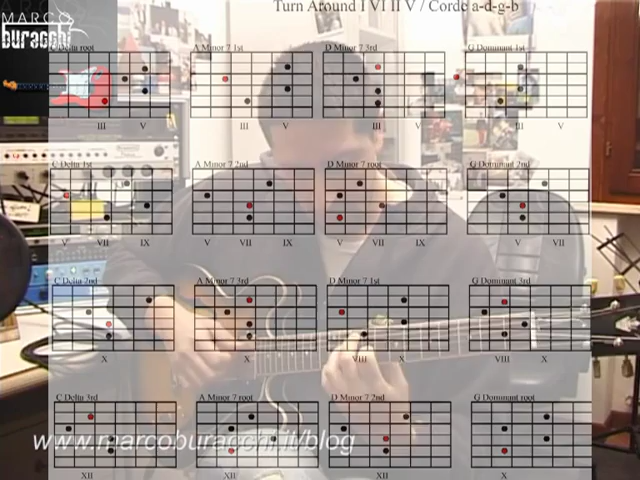 Turn Around I VI II V / Corde a-d-g-b
MARCO
buracchi
C Delta root
A Minor 7 1st
D Minor 7 3rd
G Dominant 1st
III V
III V
III V
III V
C Delta 1st
A Minor 7 2nd
D Minor 7 root
G Dominant 2nd
V VII IX
V VII IX
V VII IX
V VII
C Delta 2nd
A Minor 7 3rd
D Minor 7 1st
G Dominant 3rd
X
X
VIII X
VIII X
C Delta 3rd
A Minor 7 root
D Minor 7 2nd
G Dominant root
www.marcoburacchi.it/blog
XII
XII
XII
X